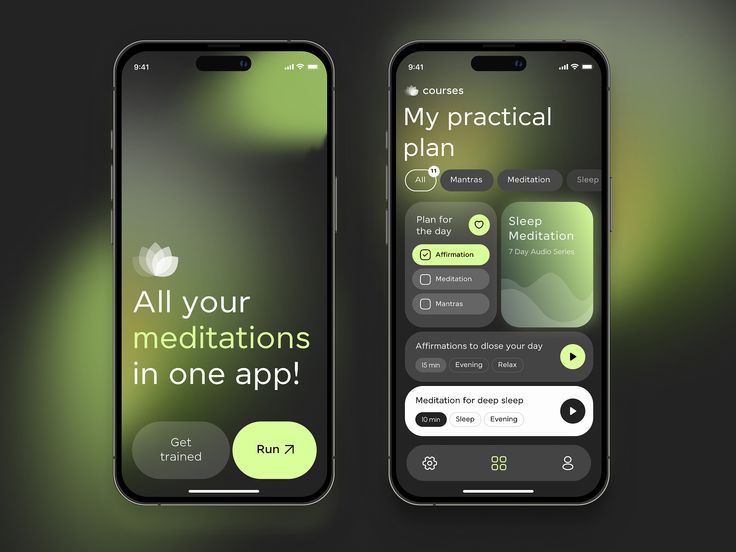 9:41
All your
meditations
in one app!
Get
trained
Run
9:41
courses
My practical
plan
All
11
Mantras
Meditation
Sleep
Plan for
the day
Affirmation
Meditation
Mantras
Sleep
Meditation
7 Day Audio Series
Affirmations to dlose your day
15 min
Evening
Relax
Meditation for deep sleep
10 min
Sleep
Evening